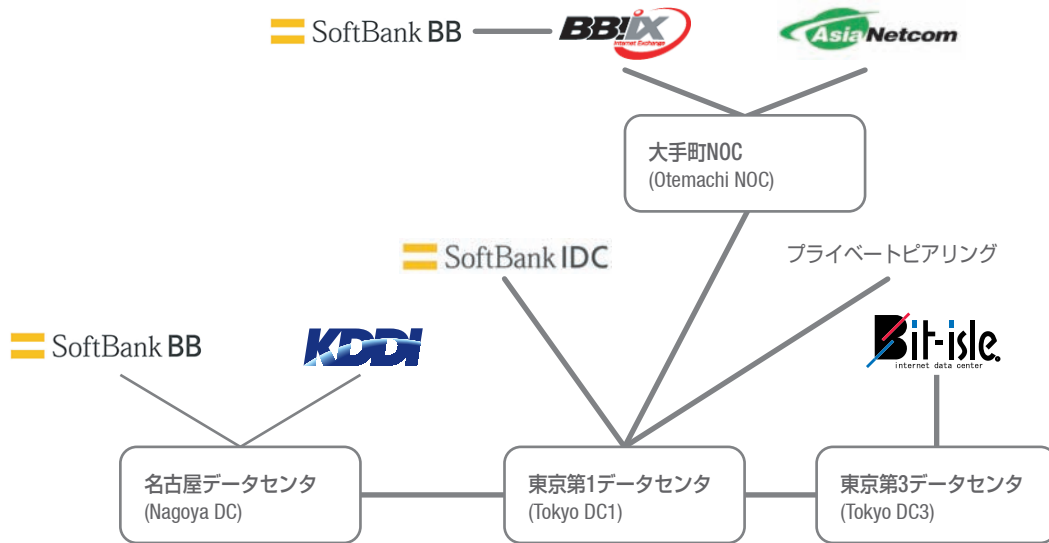 SoftBank BB
BB!X
Internet Exchange
Asia Netcom
大手町NOC
(Otemachi NOC)
SoftBank IDC
プライベートピアリング
SoftBank BB
KDDI
Bit-isle.
internet data center
名古屋データセンタ
(Nagoya DC)
東京第1データセンタ
(Tokyo DC1)
東京第3データセンタ
(Tokyo DC3)